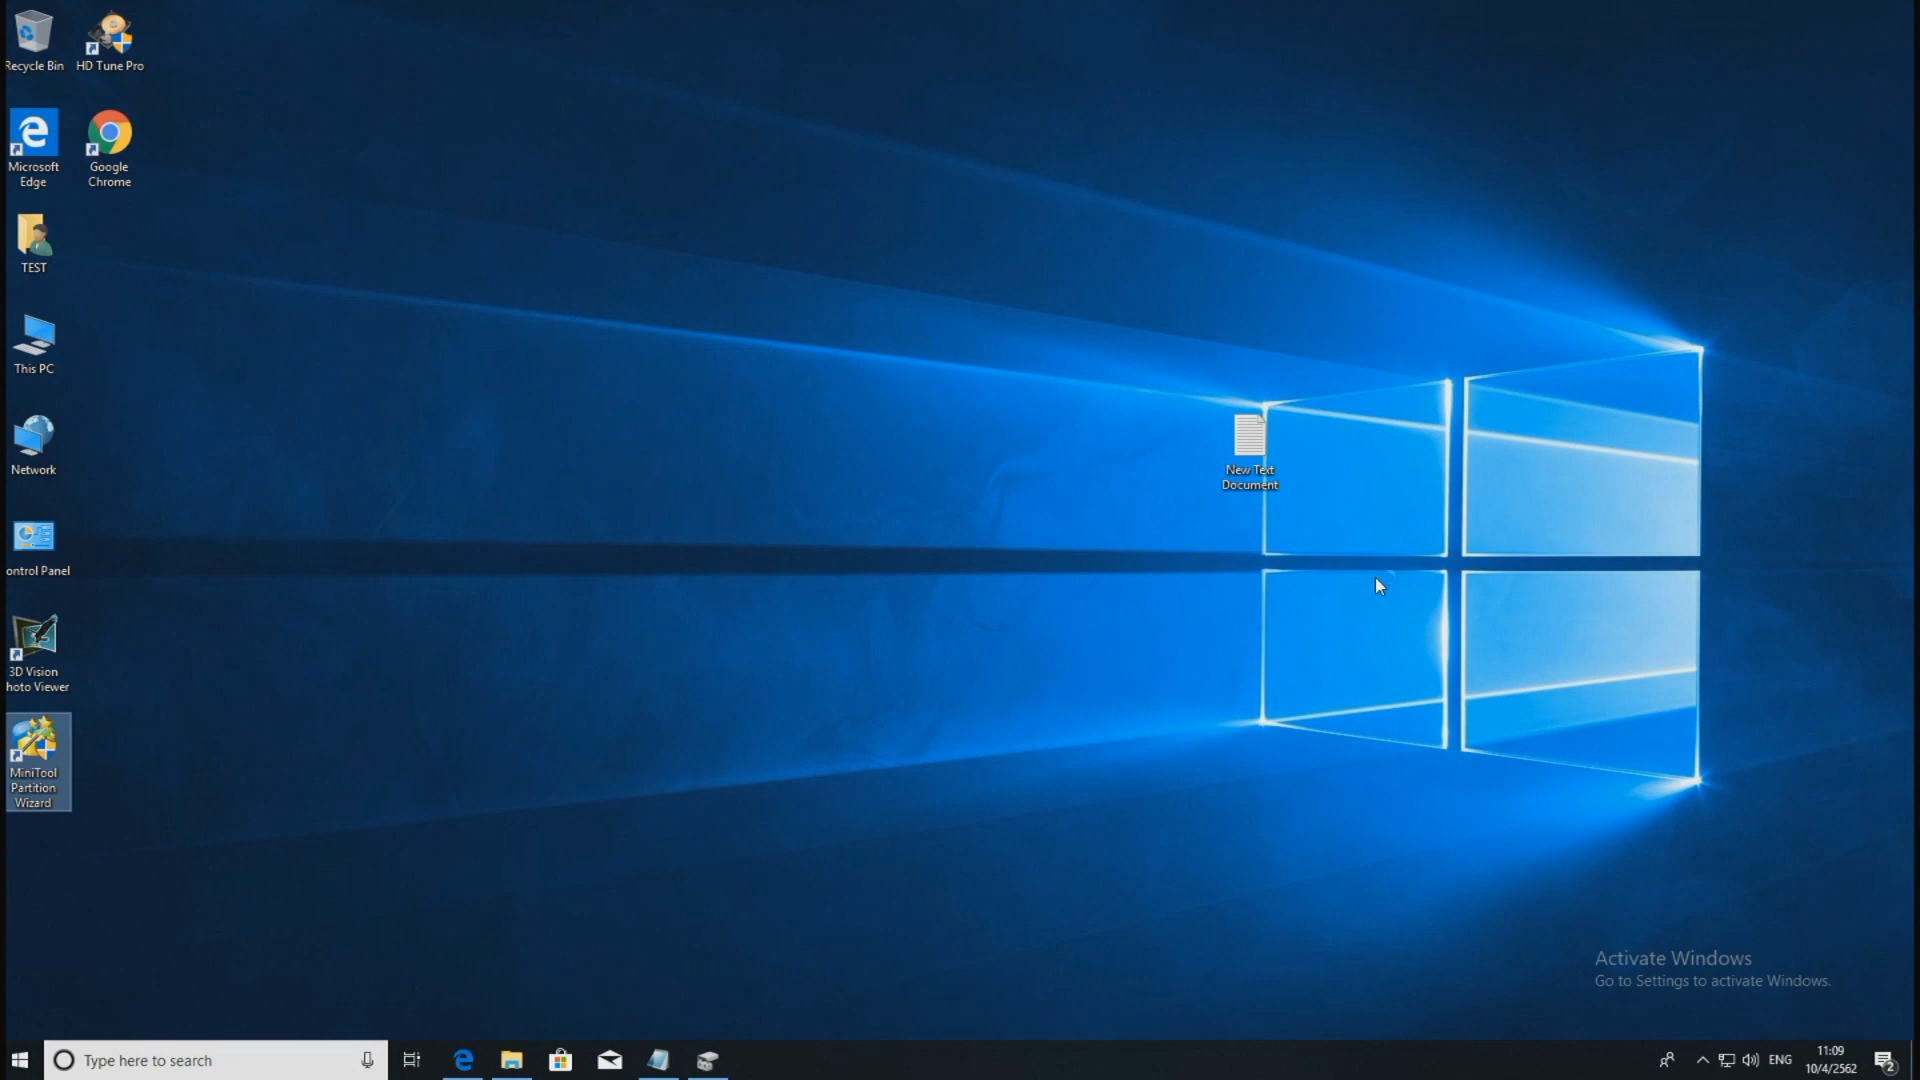 Recycle Bin
HD Tune Pro
Microsoft
Edge
Google
Chrome
TEST
This PC
Network
ontrol Panel
3D Vision
hoto Viewer
MiniTool
Partition
Wizard
New Text
Document
Activate Windows
Go to Settings to activate Windows.
Type here to search
ENG
11:09
10/4/2562
2